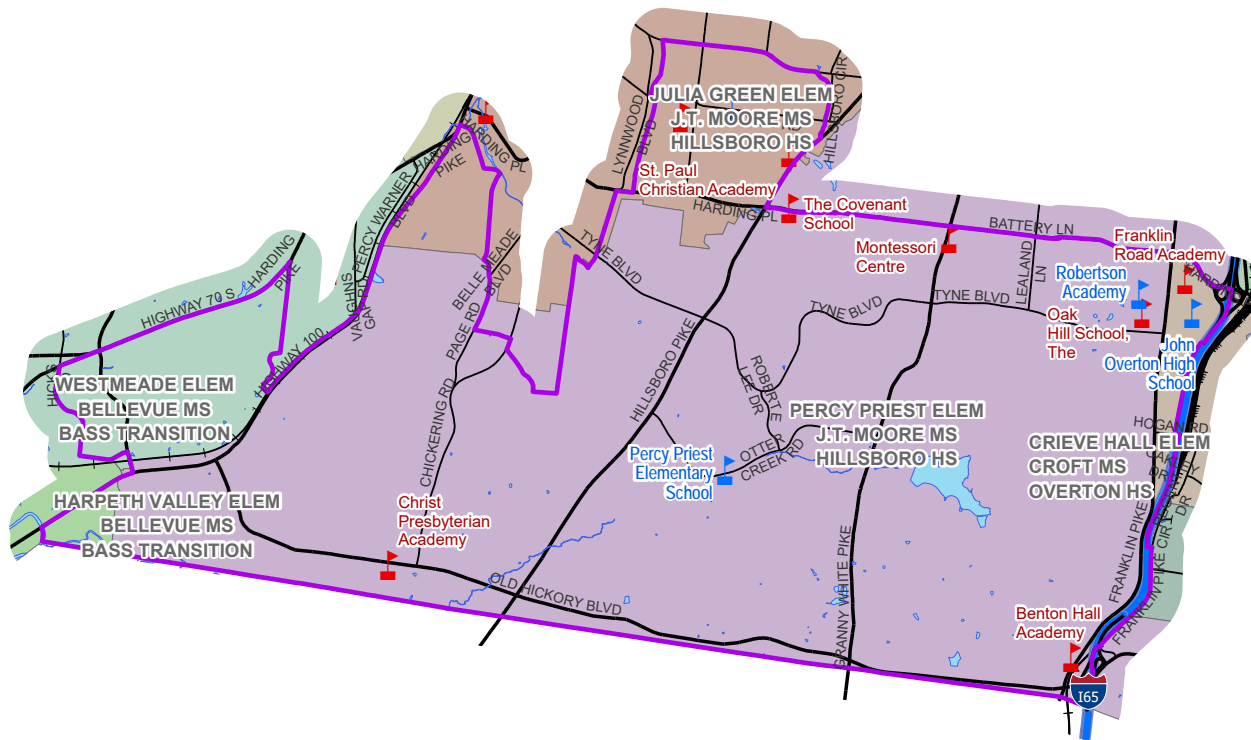 JULIA GREEN ELEM
J.T. MOORE MS
HILLSBORO HS
HILLSBORO CIR
LYNNWOOD
BLVD
HARDING PL
HARDING
PIKE
St. Paul
Christian Academy
HARDING PL
The Covenant
School
BATTERY LN
Montessori
Centre
Franklin
Road Academy
Robertson
Academy
LEALAND
LN
Oak
Hill School,
The
John
Overton High
School
PERCY WARNER
BLVD
VAUGHNS
HARDING
PIKE
HIGHWAY 70 S
HIGHWAY 100
BELLE MEADE
BLVD
PAGE RD
TYNE BLVD
TYNE BLVD
TYNE BLVD
HILLSBORO PIKE
ROBERT E
LEE DR
HICKS
WESTMEADE ELEM
BELLEVUE MS
BASS TRANSITION
CHICKERING RD
PERCY PRIEST ELEM
J.T. MOORE MS
HILLSBORO HS
OTTER
CREEK RD
Percy Priest
Elementary
School
HOGAN RD
CRIEVE HALL ELEM
CROFT MS
OVERTON HS
HARPETH VALLEY ELEM
BELLEVUE MS
BASS TRANSITION
Christ
Presbyterian
Academy
OLD HICKORY BLVD
GRANNY WHITE PIKE
FRANKLIN PIKE
FRANKLIN PIKE CIR
DR
Benton Hall
Academy
I65